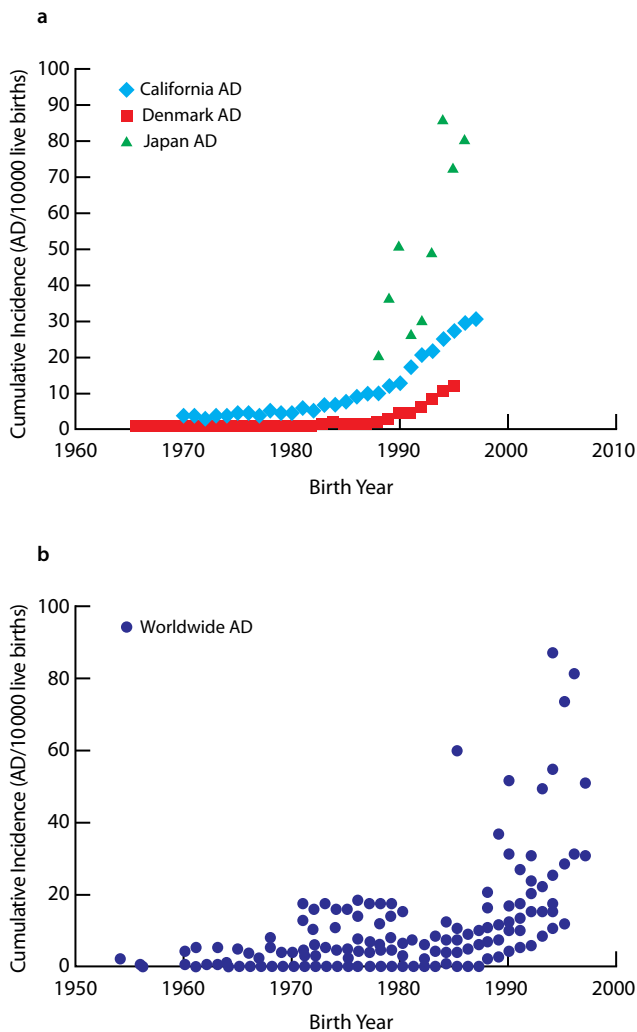 a
Cumulative Incidence (AD/10000 live births)
100
90
80
70
60
50
40
30
20
10
0
California AD
Denmark AD
Japan AD
1960 1970 1980 1990 2000 2010
Birth Year
b
Cumulative Incidence (AD/10000 live births)
100
80
60
40
20
0
Worldwide AD
1950 1960 1970 1980 1990 2000
Birth Year